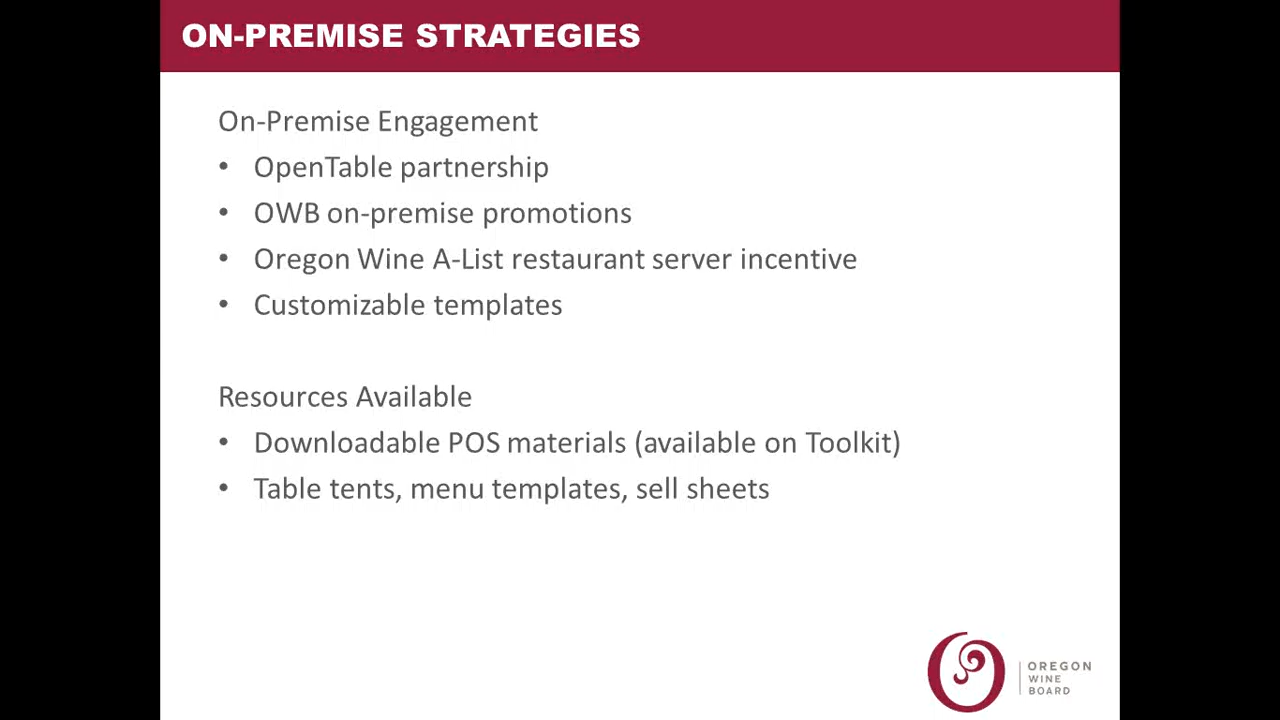 ON-PREMISE STRATEGIES
On-Premise Engagement
• OpenTable partnership
• OWB on-premise promotions
• Oregon Wine A-List restaurant server incentive
• Customizable templates
Resources Available
• Downloadable POS materials (available on Toolkit)
• Table tents, menu templates, sell sheets
OREGON
WINE
BOARD